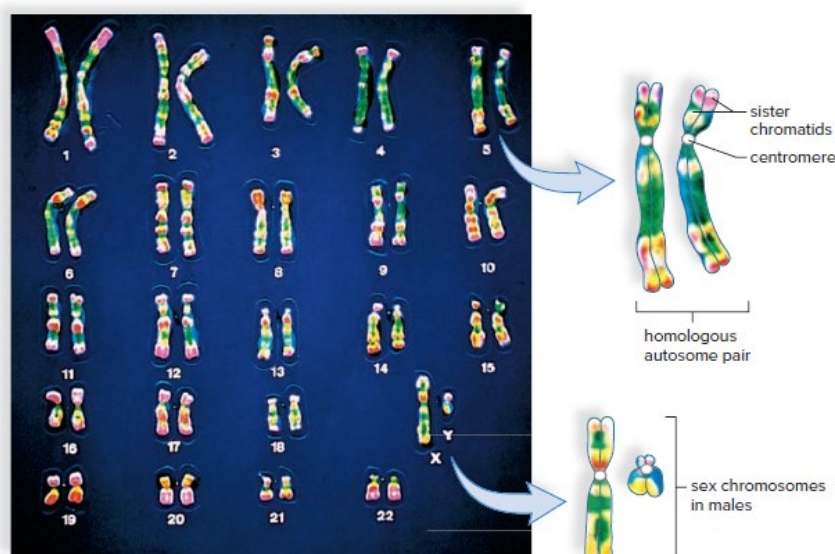 1
2
3
4
5
sister
chromatids
centromere
6
7
8
9
10
homologous
autosome pair
11
12
13
14
15
16
17
18
Y
X
sex chromosomes
in males
19
20
21
22